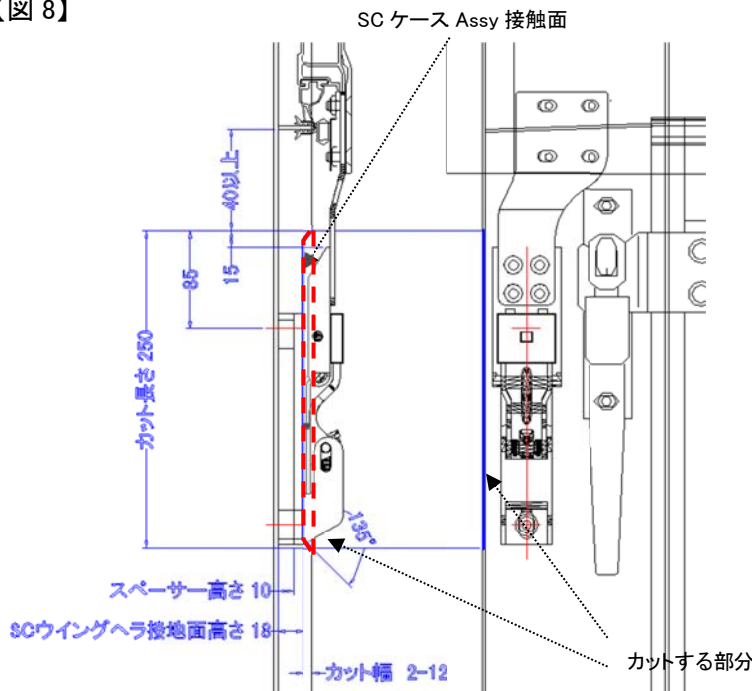 【図 8】
SC ケース Assy 接触面
40以上
15
85
カット長さ 250
135°
スペーサー高さ 10
SCウイングヘラ接地面高さ 18
カット幅 2-12
カットする部分